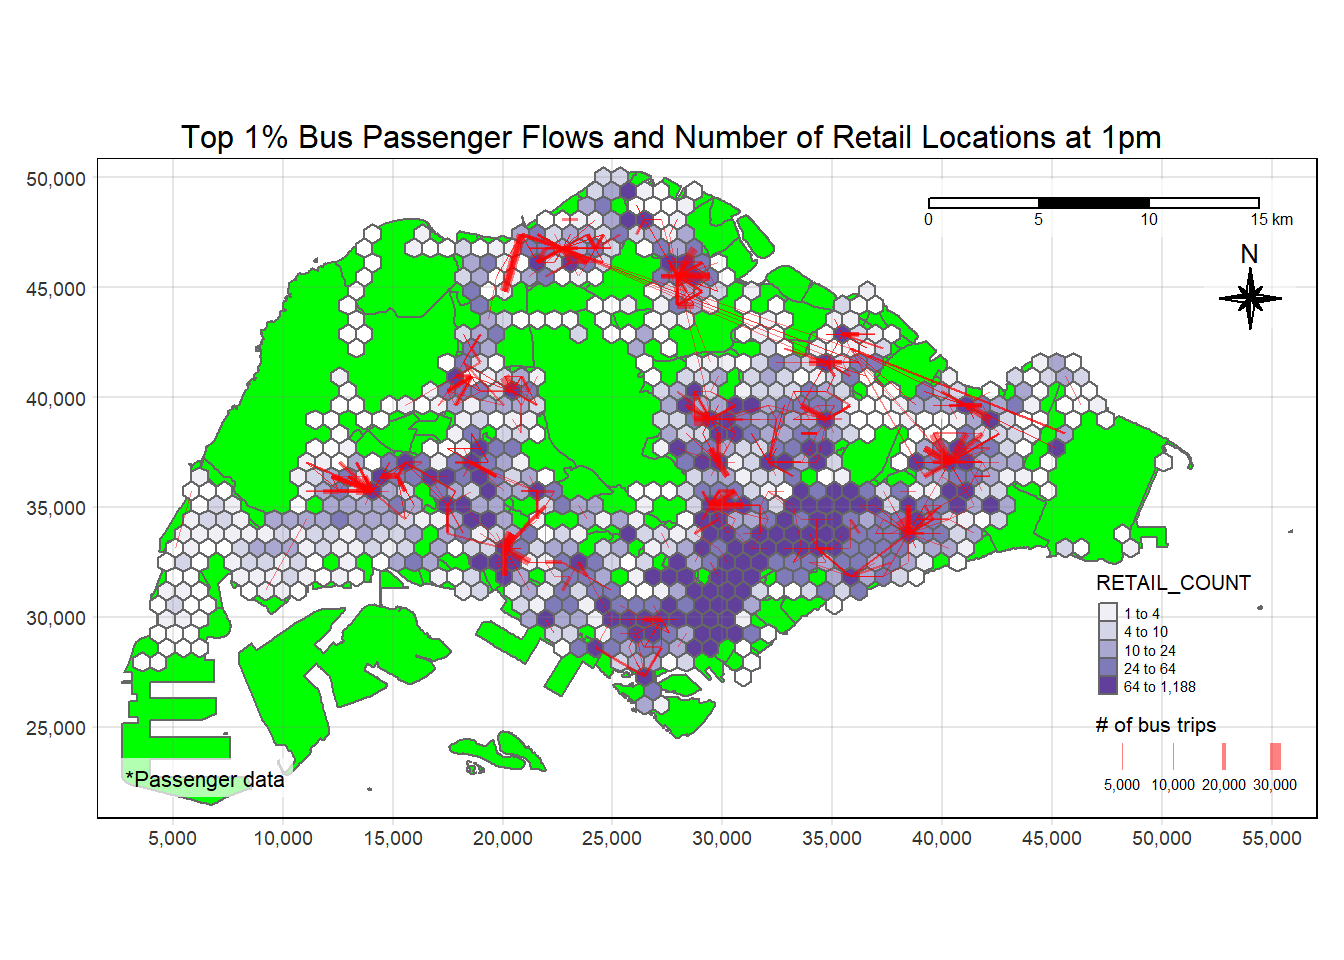 Top 1% Bus Passenger Flows and Number of Retail Locations at 1pm
50,000
45,000
40,000
35,000
30,000
25,000
0 5 10 15 km
N
RETAIL_COUNT
1 to 4
4 to 10
10 to 24
24 to 64
64 to 1,188
# of bus trips
5,000 10,000 20,000 30,000
*Passenger data
5,000 10,000 15,000 20,000 25,000 30,000 35,000 40,000 45,000 50,000 55,000